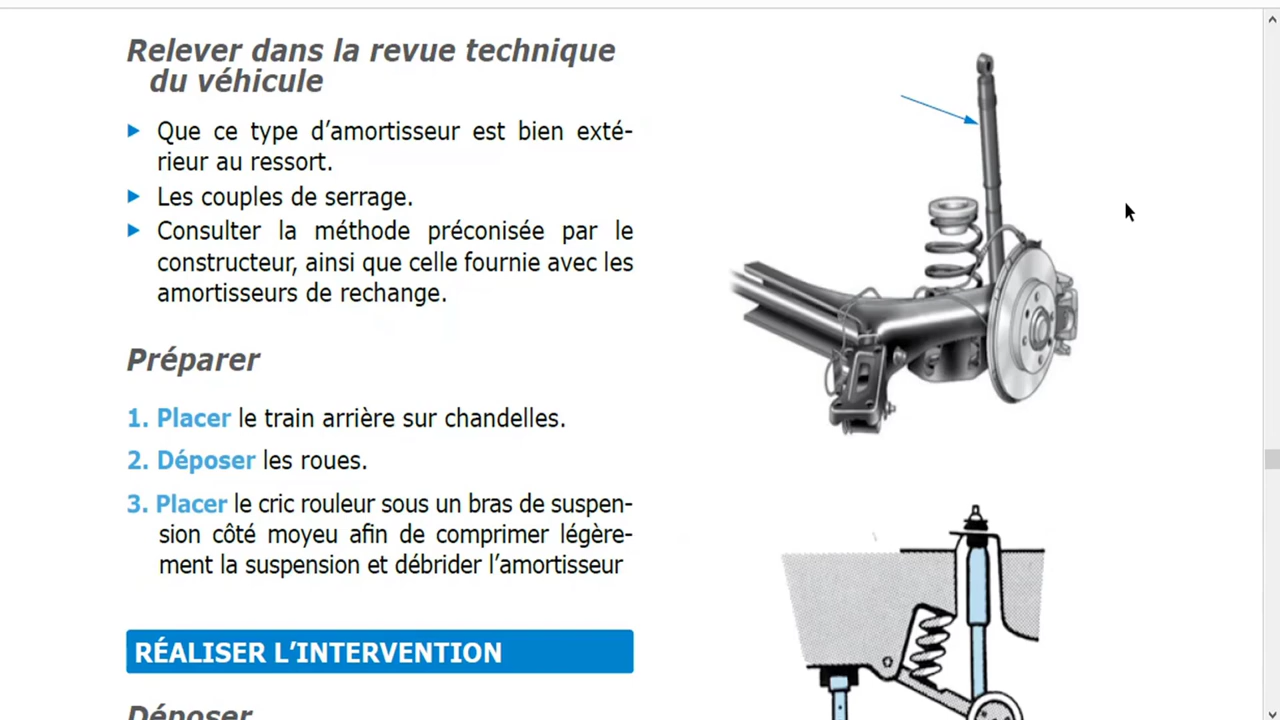 Relever dans la revue technique
du véhicule
Que ce type d’amortisseur est bien exté-
rieur au ressort.
Les couples de serrage.
Consulter la méthode préconisée par le
constructeur, ainsi que celle fournie avec les
amortisseurs de rechange.
Préparer
1. Placer le train arrière sur chandelles.
2. Déposer les roues.
3. Placer le cric rouleur sous un bras de suspen-
sion côté moyeu afin de comprimer légère-
ment la suspension et débrider l’amortisseur
RÉALISER L’INTERVENTION
Déposer